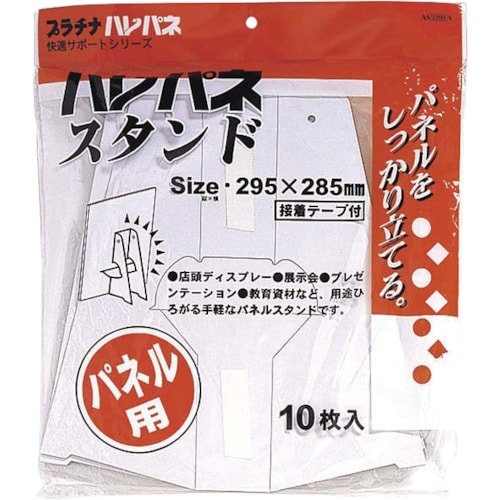 プラチナ ハレパネ
快適サポートシリーズ
ハレパネ
スタンド
Size・295×285mm
縦×横
接着テープ付
パネルを
しっかり立てる。
●店頭ディスプレー●展示会●プレゼ
ンテーション●教育資材など、用途ひ
ろがる手軽なパネルスタンドです。
パネル
用
10枚入